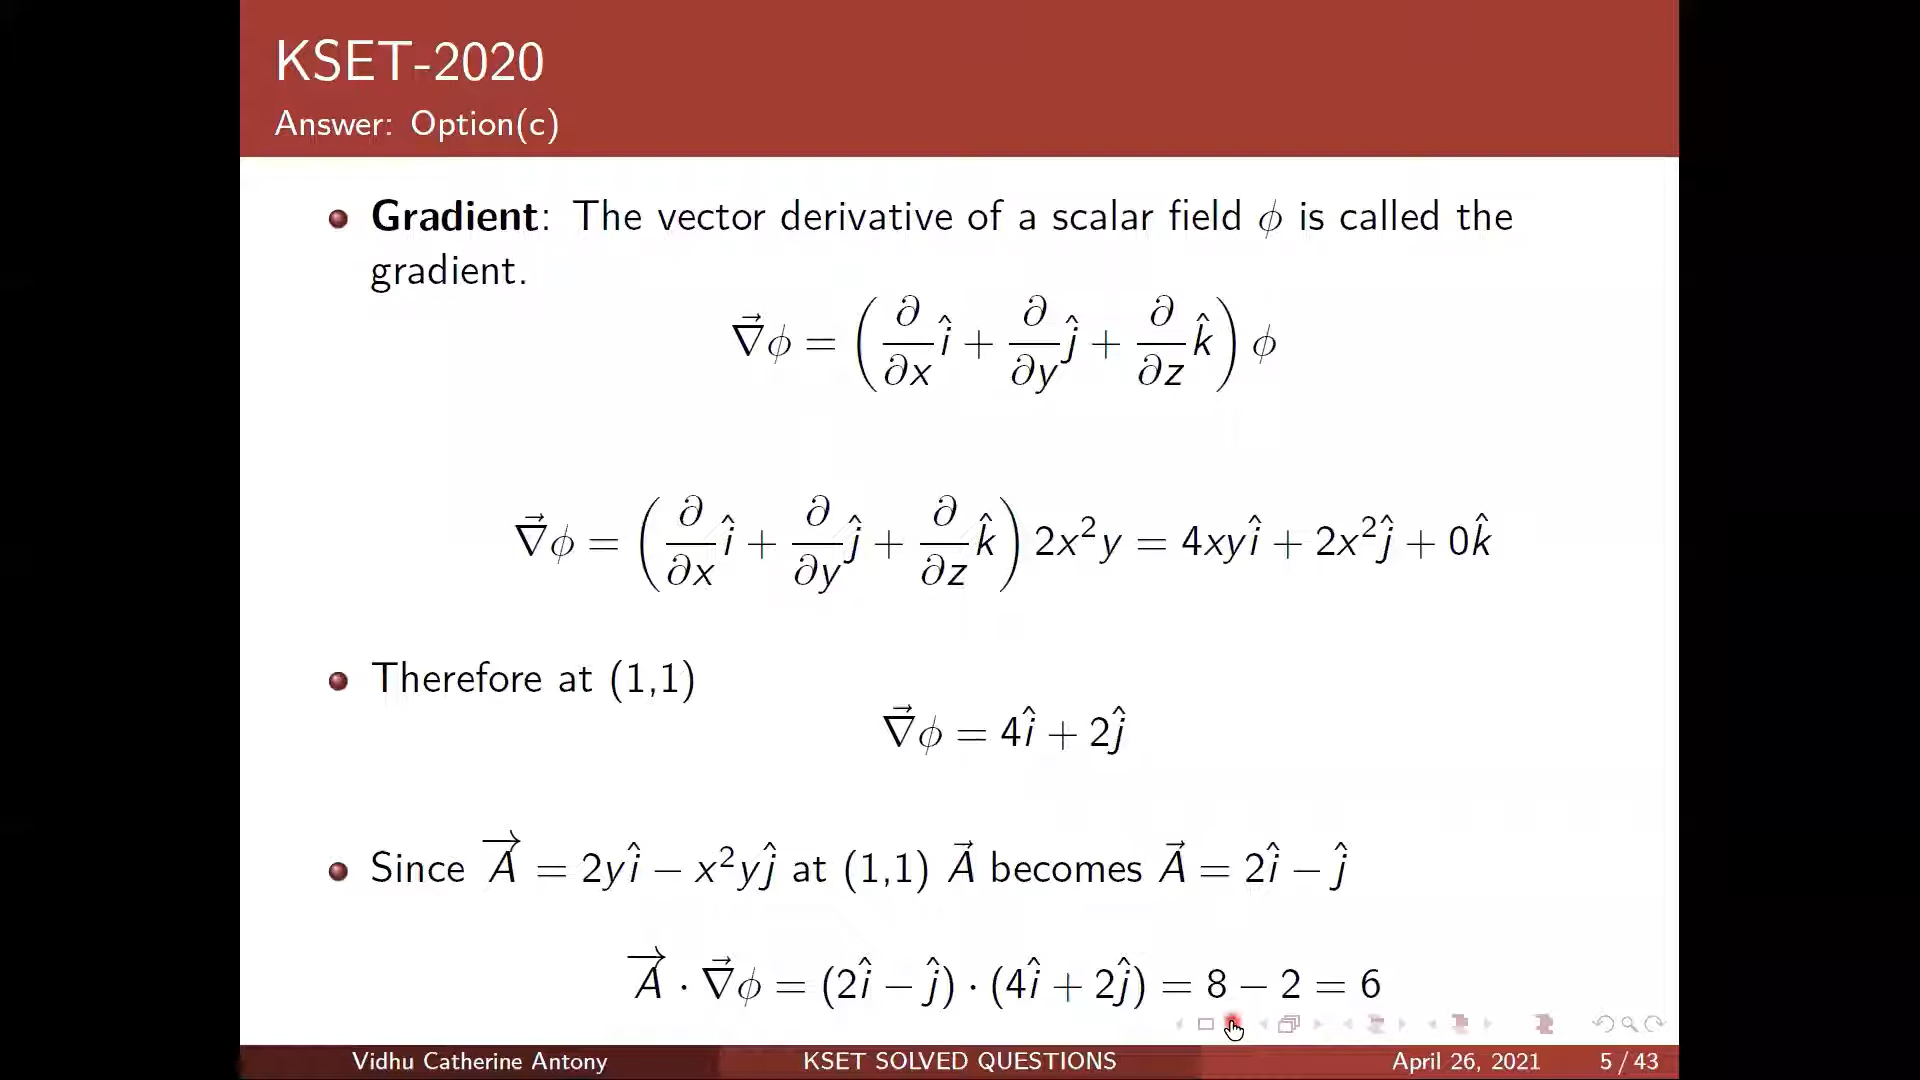 KSET-2020
Answer: Option(c)
Gradient: The vector derivative of a scalar field ϕ is called the
gradient.
∇⃗ϕ = (∂/∂x î + ∂/∂y ĵ + ∂/∂z k̂) ϕ
∇⃗ϕ = (∂/∂x î + ∂/∂y ĵ + ∂/∂z k̂) 2x²y = 4xyî + 2x²ĵ + 0k̂
Therefore at (1,1)
∇⃗ϕ = 4î + 2ĵ
Since A⃗ = 2yî − x²yĵ at (1,1) A⃗ becomes A⃗ = 2î − ĵ
A⃗ · ∇⃗ϕ = (2î − ĵ) · (4î + 2ĵ) = 8 − 2 = 6
Vidhu Catherine Antony KSET SOLVED QUESTIONS April 26, 2021 5 / 43